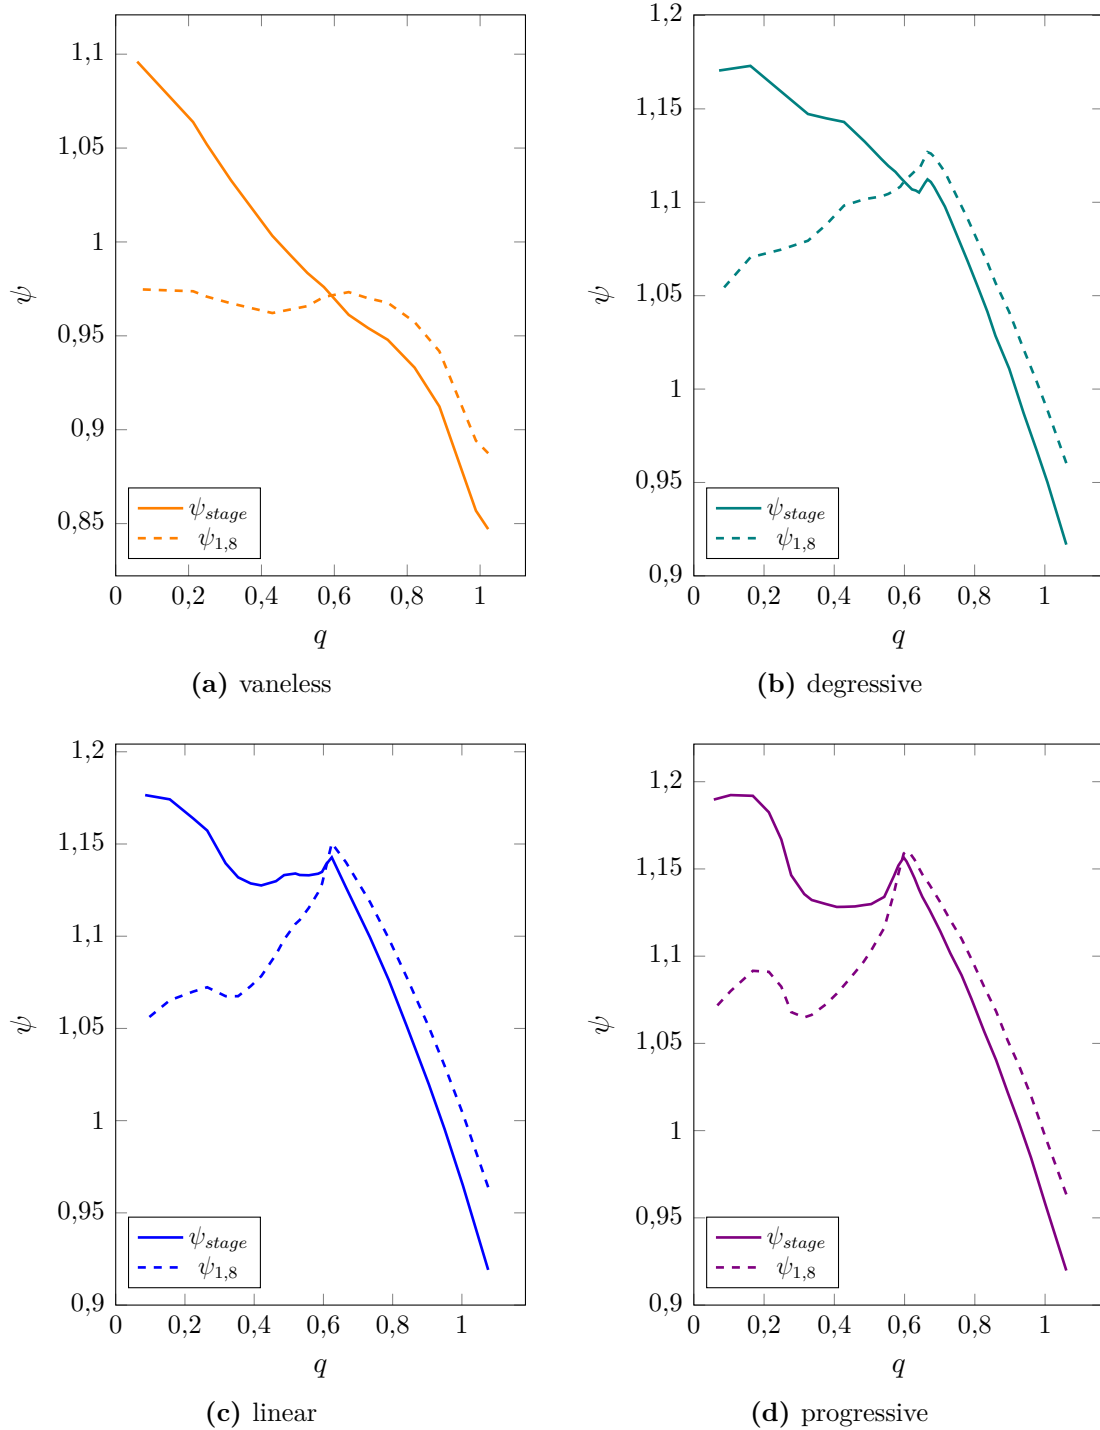 1,1
1,05
1
0,95
0,9
0,85
ψ
0 0,2 0,4 0,6 0,8 1
q
ψstage
ψ1,8
(a) vaneless
1,2
1,15
1,1
1,05
1
0,95
0,9
ψ
0 0,2 0,4 0,6 0,8 1
q
ψstage
ψ1,8
(b) degressive
1,2
1,15
1,1
1,05
1
0,95
0,9
ψ
0 0,2 0,4 0,6 0,8 1
q
ψstage
ψ1,8
(c) linear
1,2
1,15
1,1
1,05
1
0,95
0,9
ψ
0 0,2 0,4 0,6 0,8 1
q
ψstage
ψ1,8
(d) progressive